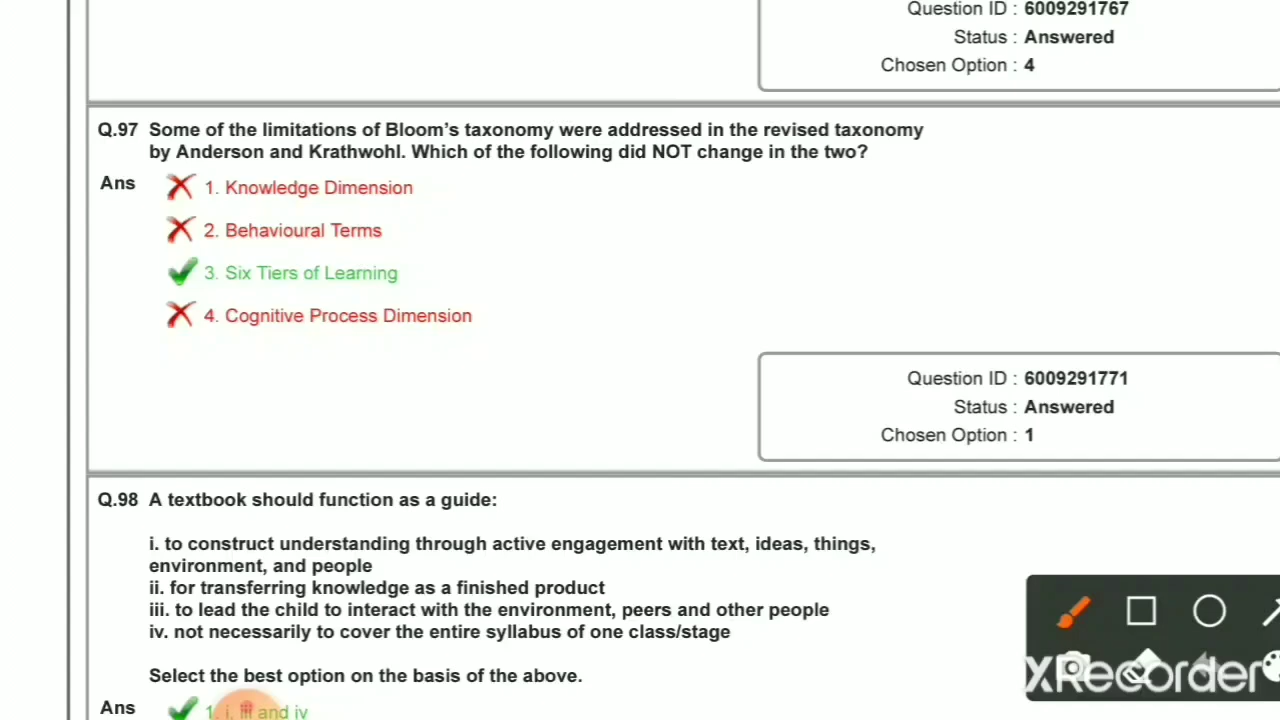 Question ID : 6009291767
Status : Answered
Chosen Option : 4
Q.97 Some of the limitations of Bloom's taxonomy were addressed in the revised taxonomy
by Anderson and Krathwohl. Which of the following did NOT change in the two?
Ans 1. Knowledge Dimension
2. Behavioural Terms
3. Six Tiers of Learning
4. Cognitive Process Dimension
Question ID : 6009291771
Status : Answered
Chosen Option : 1
Q.98 A textbook should function as a guide:
i. to construct understanding through active engagement with text, ideas, things,
environment, and people
ii. for transferring knowledge as a finished product
iii. to lead the child to interact with the environment, peers and other people
iv. not necessarily to cover the entire syllabus of one class/stage
Select the best option on the basis of the above.
Ans 1. i, iii and iv
XRecorder